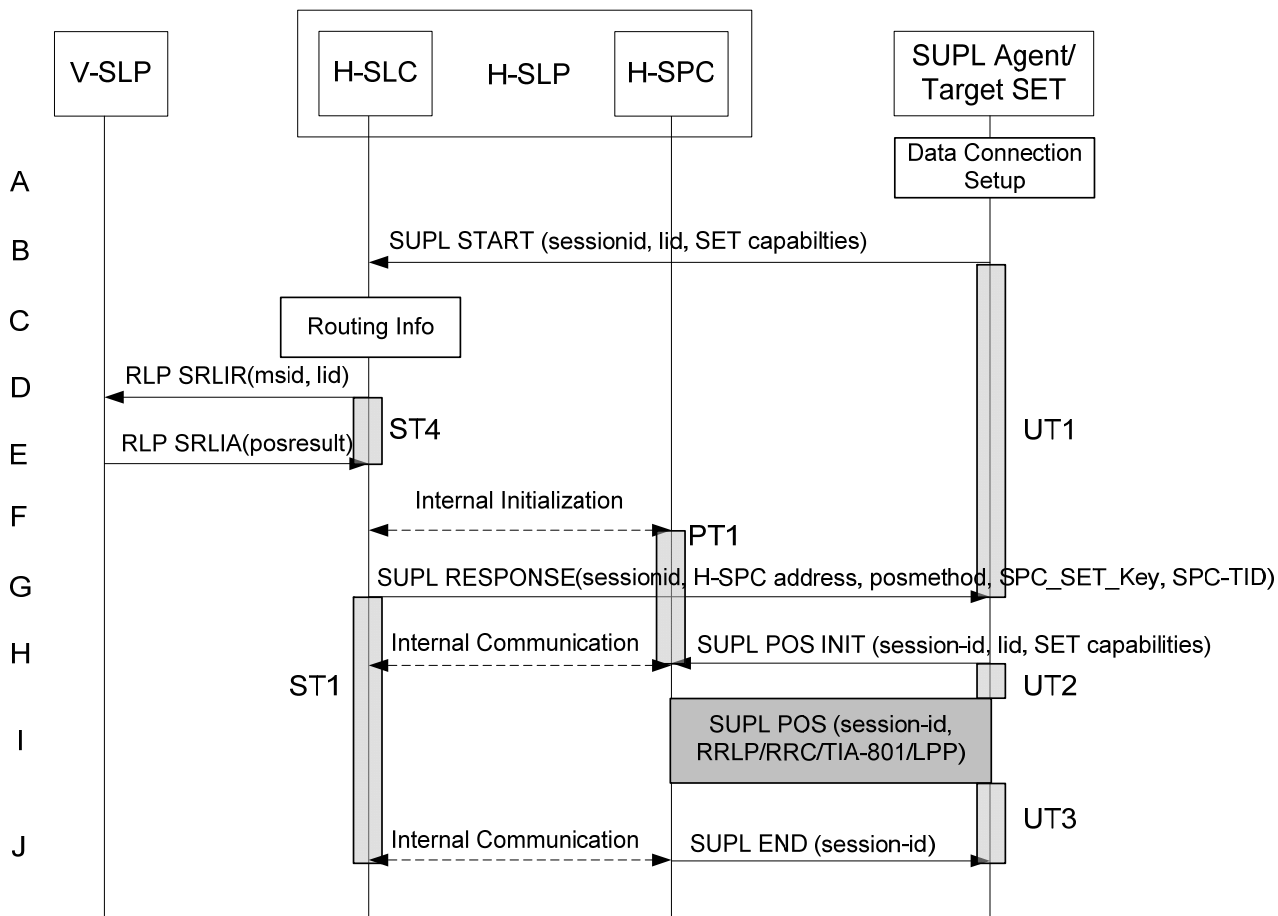 V-SLP
H-SLC
H-SLP
H-SPC
SUPL Agent/
Target SET
A
Data Connection
Setup
B
SUPL START (sessionid, lid, SET capabilties)
C
Routing Info
D
RLP SRLIR(msid, lid)
ST4
UT1
E
RLP SRLIA(posresult)
F
Internal Initialization
PT1
G
SUPL RESPONSE(sessionid, H-SPC address, posmethod, SPC_SET_Key, SPC-TID)
H
Internal Communication
SUPL POS INIT (session-id, lid, SET capabilities)
ST1
UT2
I
SUPL POS (session-id,
RRLP/RRC/TIA-801/LPP)
UT3
J
Internal Communication
SUPL END (session-id)